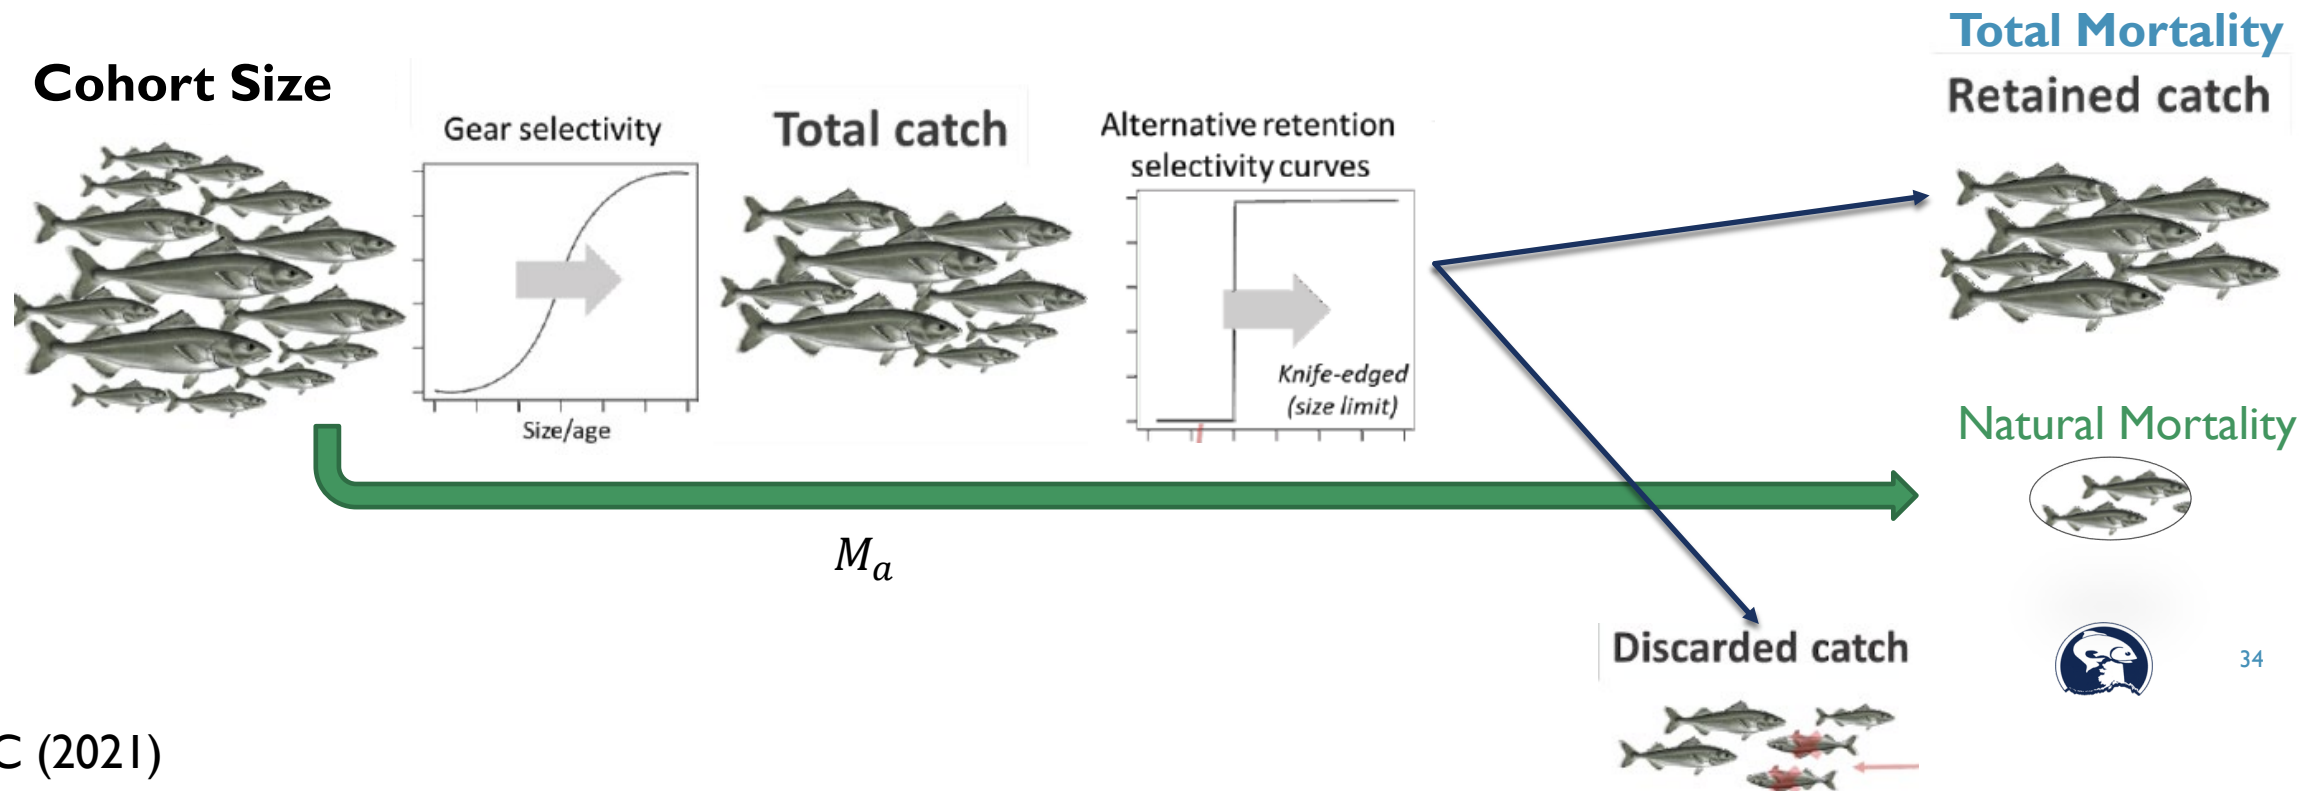 Total Mortality
Cohort Size
Retained catch
Gear selectivity
Total catch
Alternative retention
selectivity curves
Size/age
Knife-edged
(size limit)
Natural Mortality
Mₐ
Discarded catch
34
C (2021)